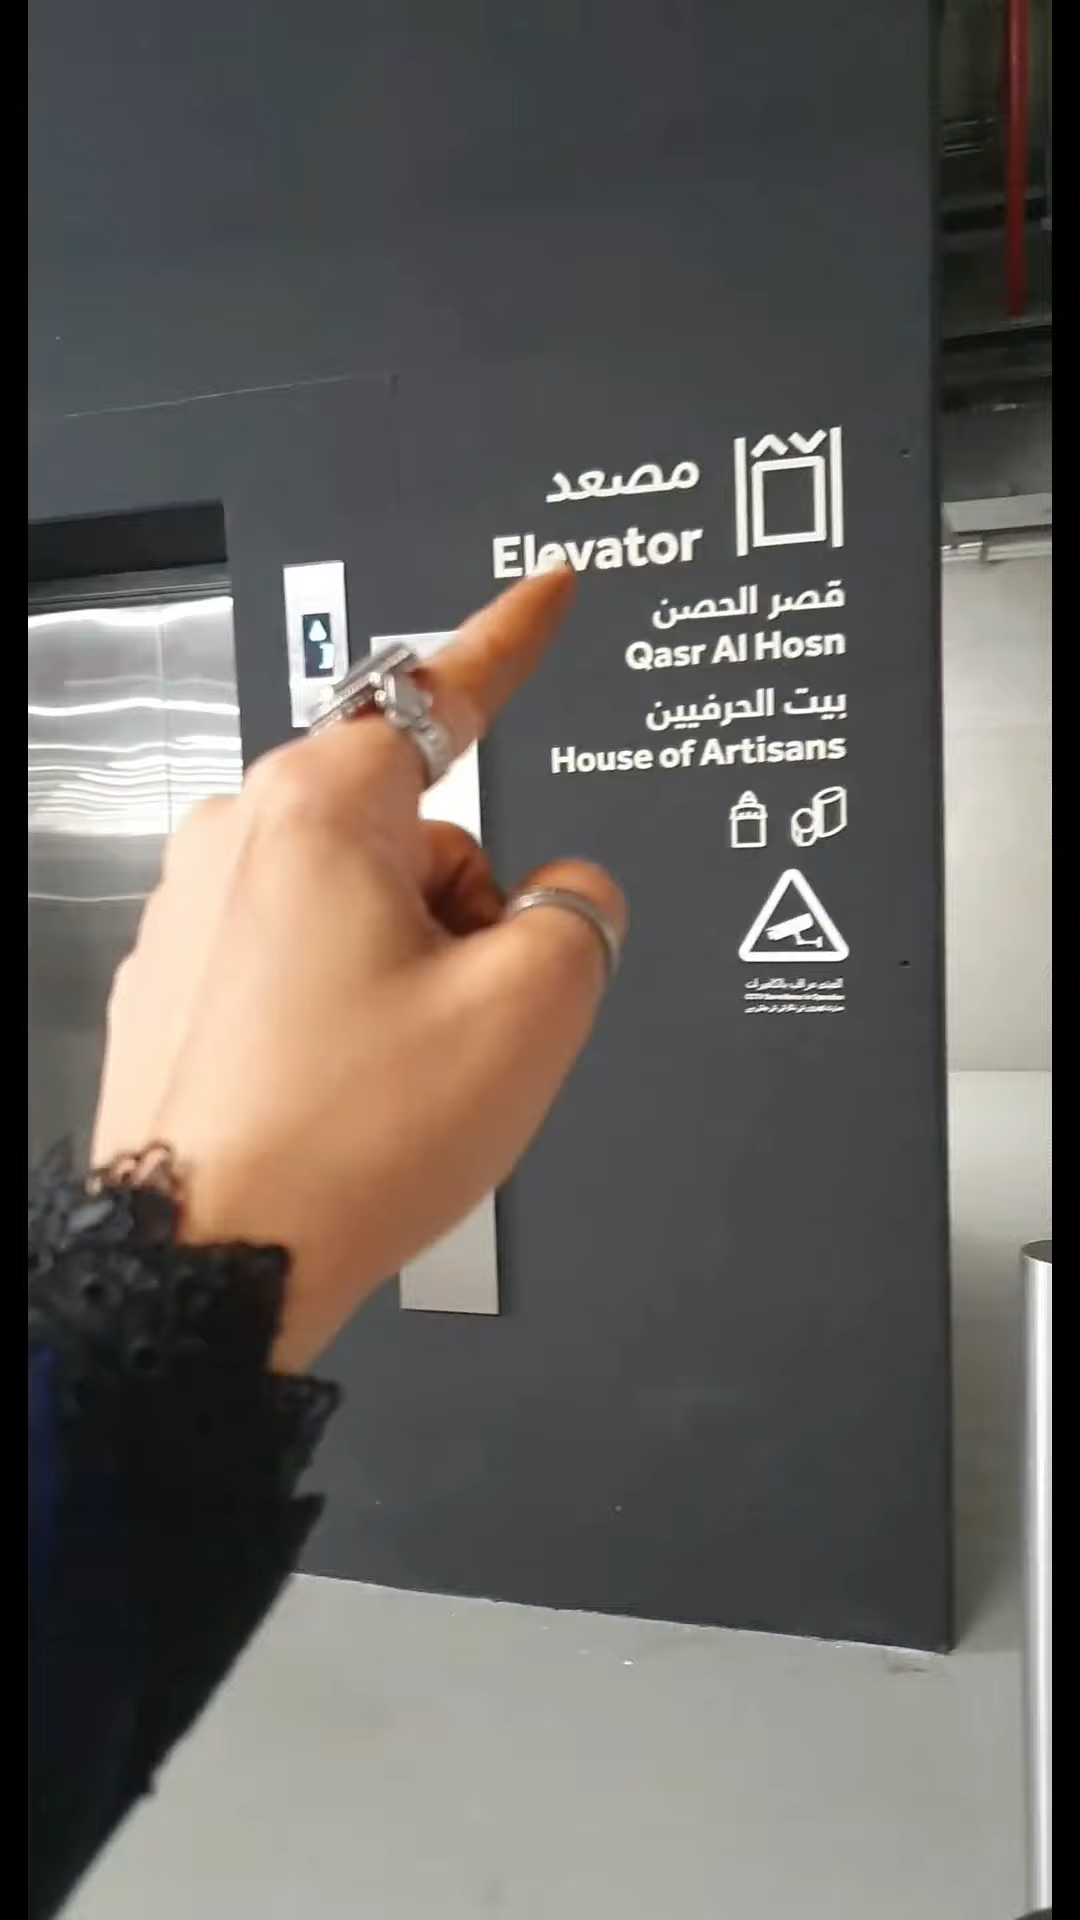 مصعد
Elevator
قصر الحصن
Qasr Al Hosn
بيت الحرفيين
House of Artisans